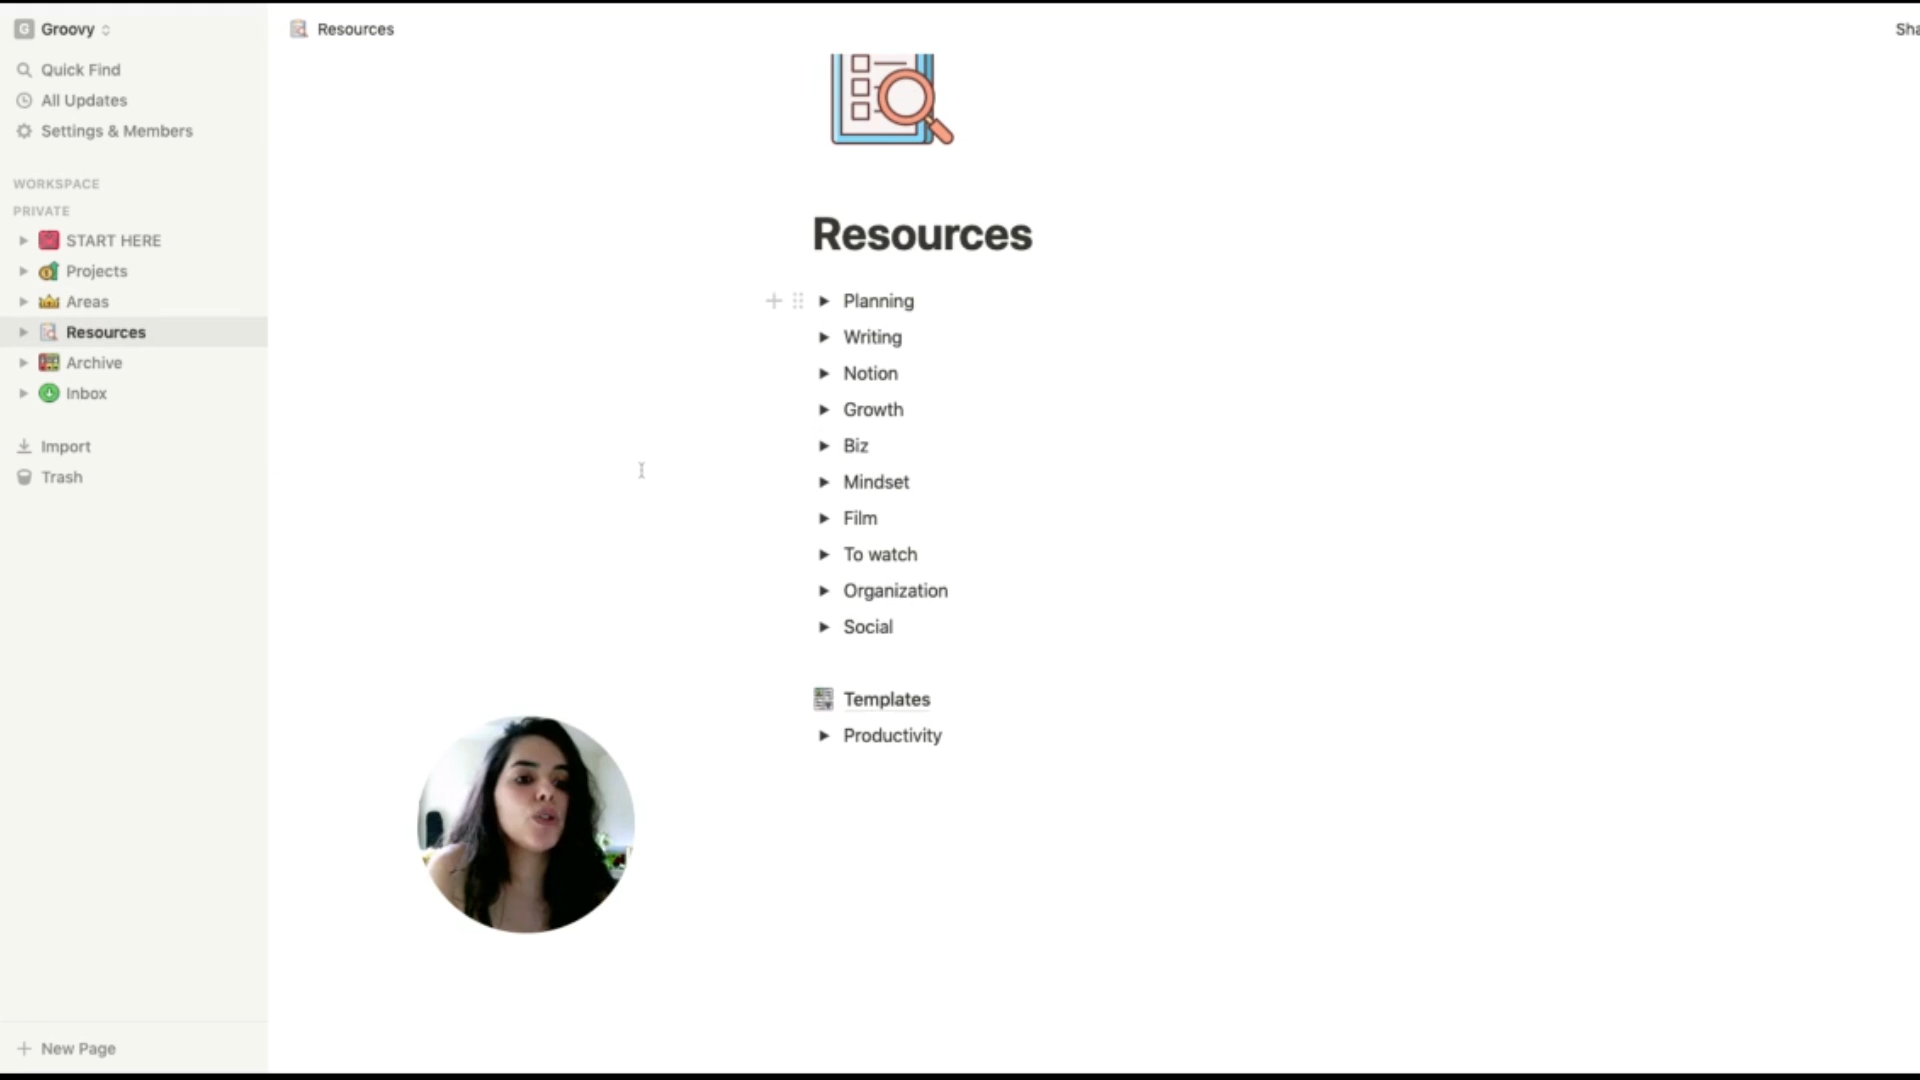 G Groovy
Quick Find
All Updates
Settings & Members
WORKSPACE
PRIVATE
START HERE
Projects
Areas
Resources
Archive
Inbox
Import
Trash
New Page
Resources
Sha
Resources
Planning
Writing
Notion
Growth
Biz
Mindset
Film
To watch
Organization
Social
Templates
Productivity